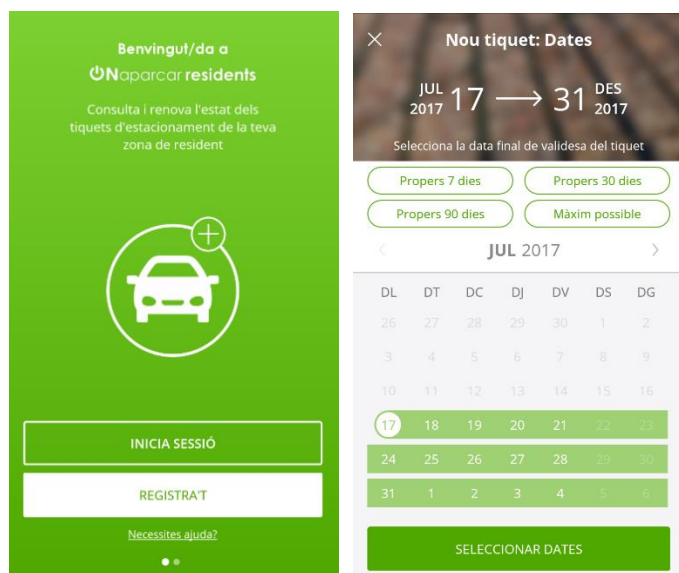 Benvingut/da a
ONaparcar residents
Consulta i renova l'estat dels
tiquets d'estacionament de la teva
zona de resident
INICIA SESSIÓ
REGISTRA'T
Necessites ajuda?
Nou tiquet: Dates
JUL 2017 17 → 31 DES 2017
Selecciona la data final de validesa del tiquet
Propers 7 dies Propers 30 dies
Propers 90 dies Màxim possible
JUL 2017
DL DT DC DJ DV DS DG
26 27 28 29 30 1 2
3 4 5 6 7 8 9
10 11 12 13 14 15 16
17 18 19 20 21 22 23
24 25 26 27 28 29 30
31 1 2 3 4 5 6
SELECCIONAR DATES